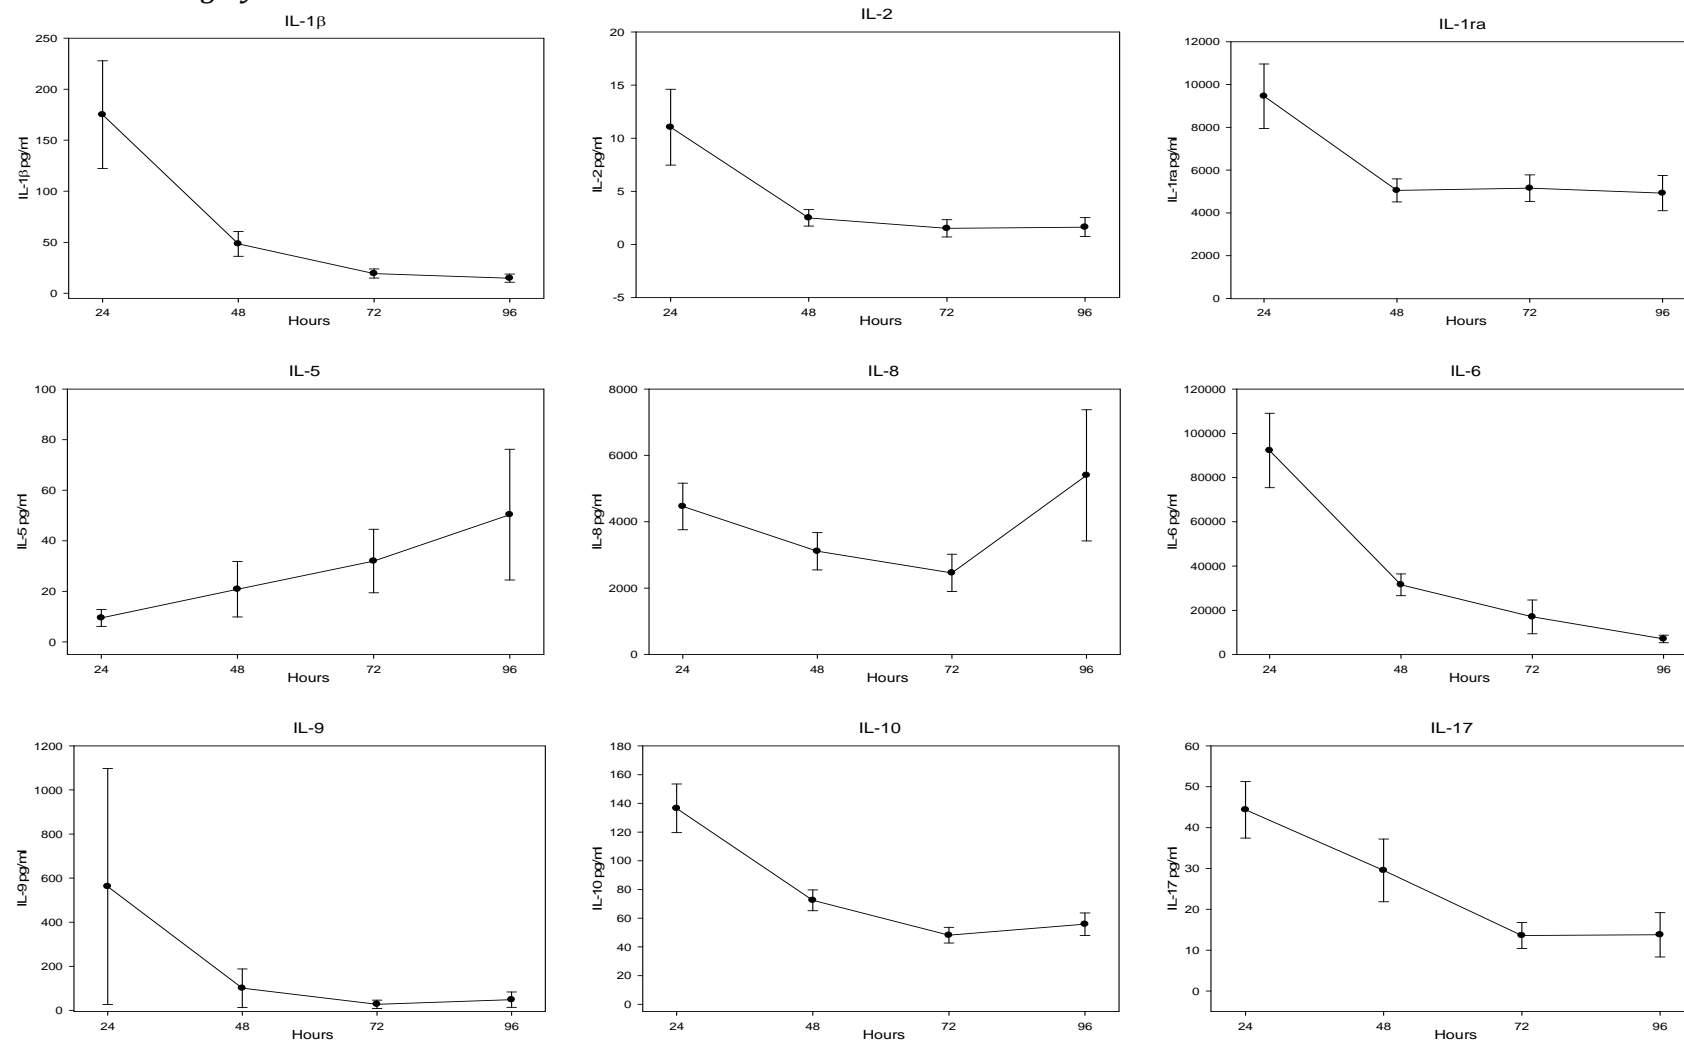 IL-1β
250
200
150
100
50
0
IL-1β pg/ml
24 48 72 96
Hours
IL-2
20
15
10
5
0
-5
IL-2 pg/ml
24 48 72 96
Hours
IL-1ra
12000
10000
8000
6000
4000
2000
0
IL-1ra pg/ml
24 48 72 96
Hours
IL-5
100
80
60
40
20
0
IL-5 pg/ml
24 48 72 96
Hours
IL-8
8000
6000
4000
2000
0
IL-8 pg/ml
24 48 72 96
Hours
IL-6
120000
100000
80000
60000
40000
20000
0
IL-6 pg/ml
24 48 72 96
Hours
IL-9
1200
1000
800
600
400
200
0
IL-9 pg/ml
24 48 72 96
Hours
IL-10
180
160
140
120
100
80
60
40
20
0
IL-10 pg/ml
24 48 72 96
Hours
IL-17
60
50
40
30
20
10
0
IL-17 pg/ml
24 48 72 96
Hours